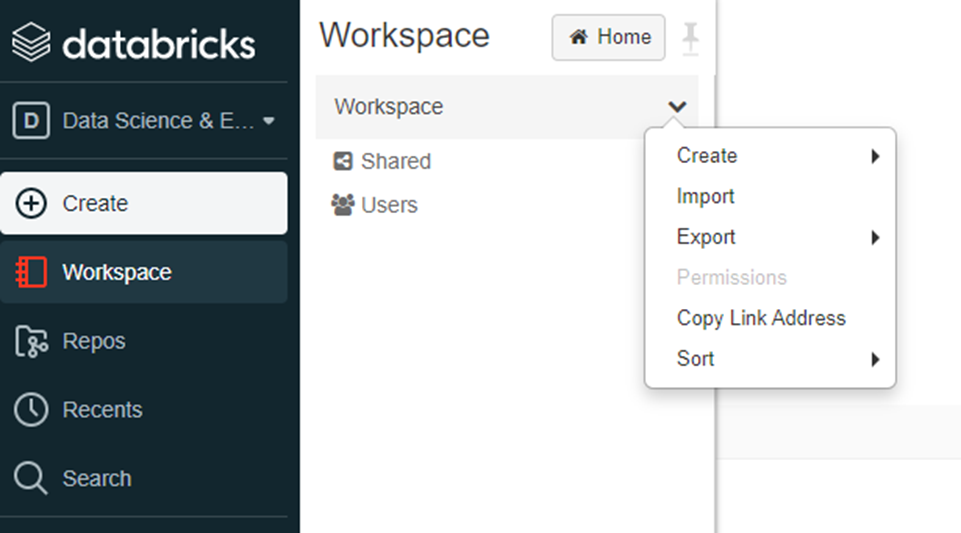 databricks
D Data Science & E...
Create
Workspace
Repos
Recents
Search
Workspace
Home
Workspace
Shared
Users
Create
Import
Export
Permissions
Copy Link Address
Sort